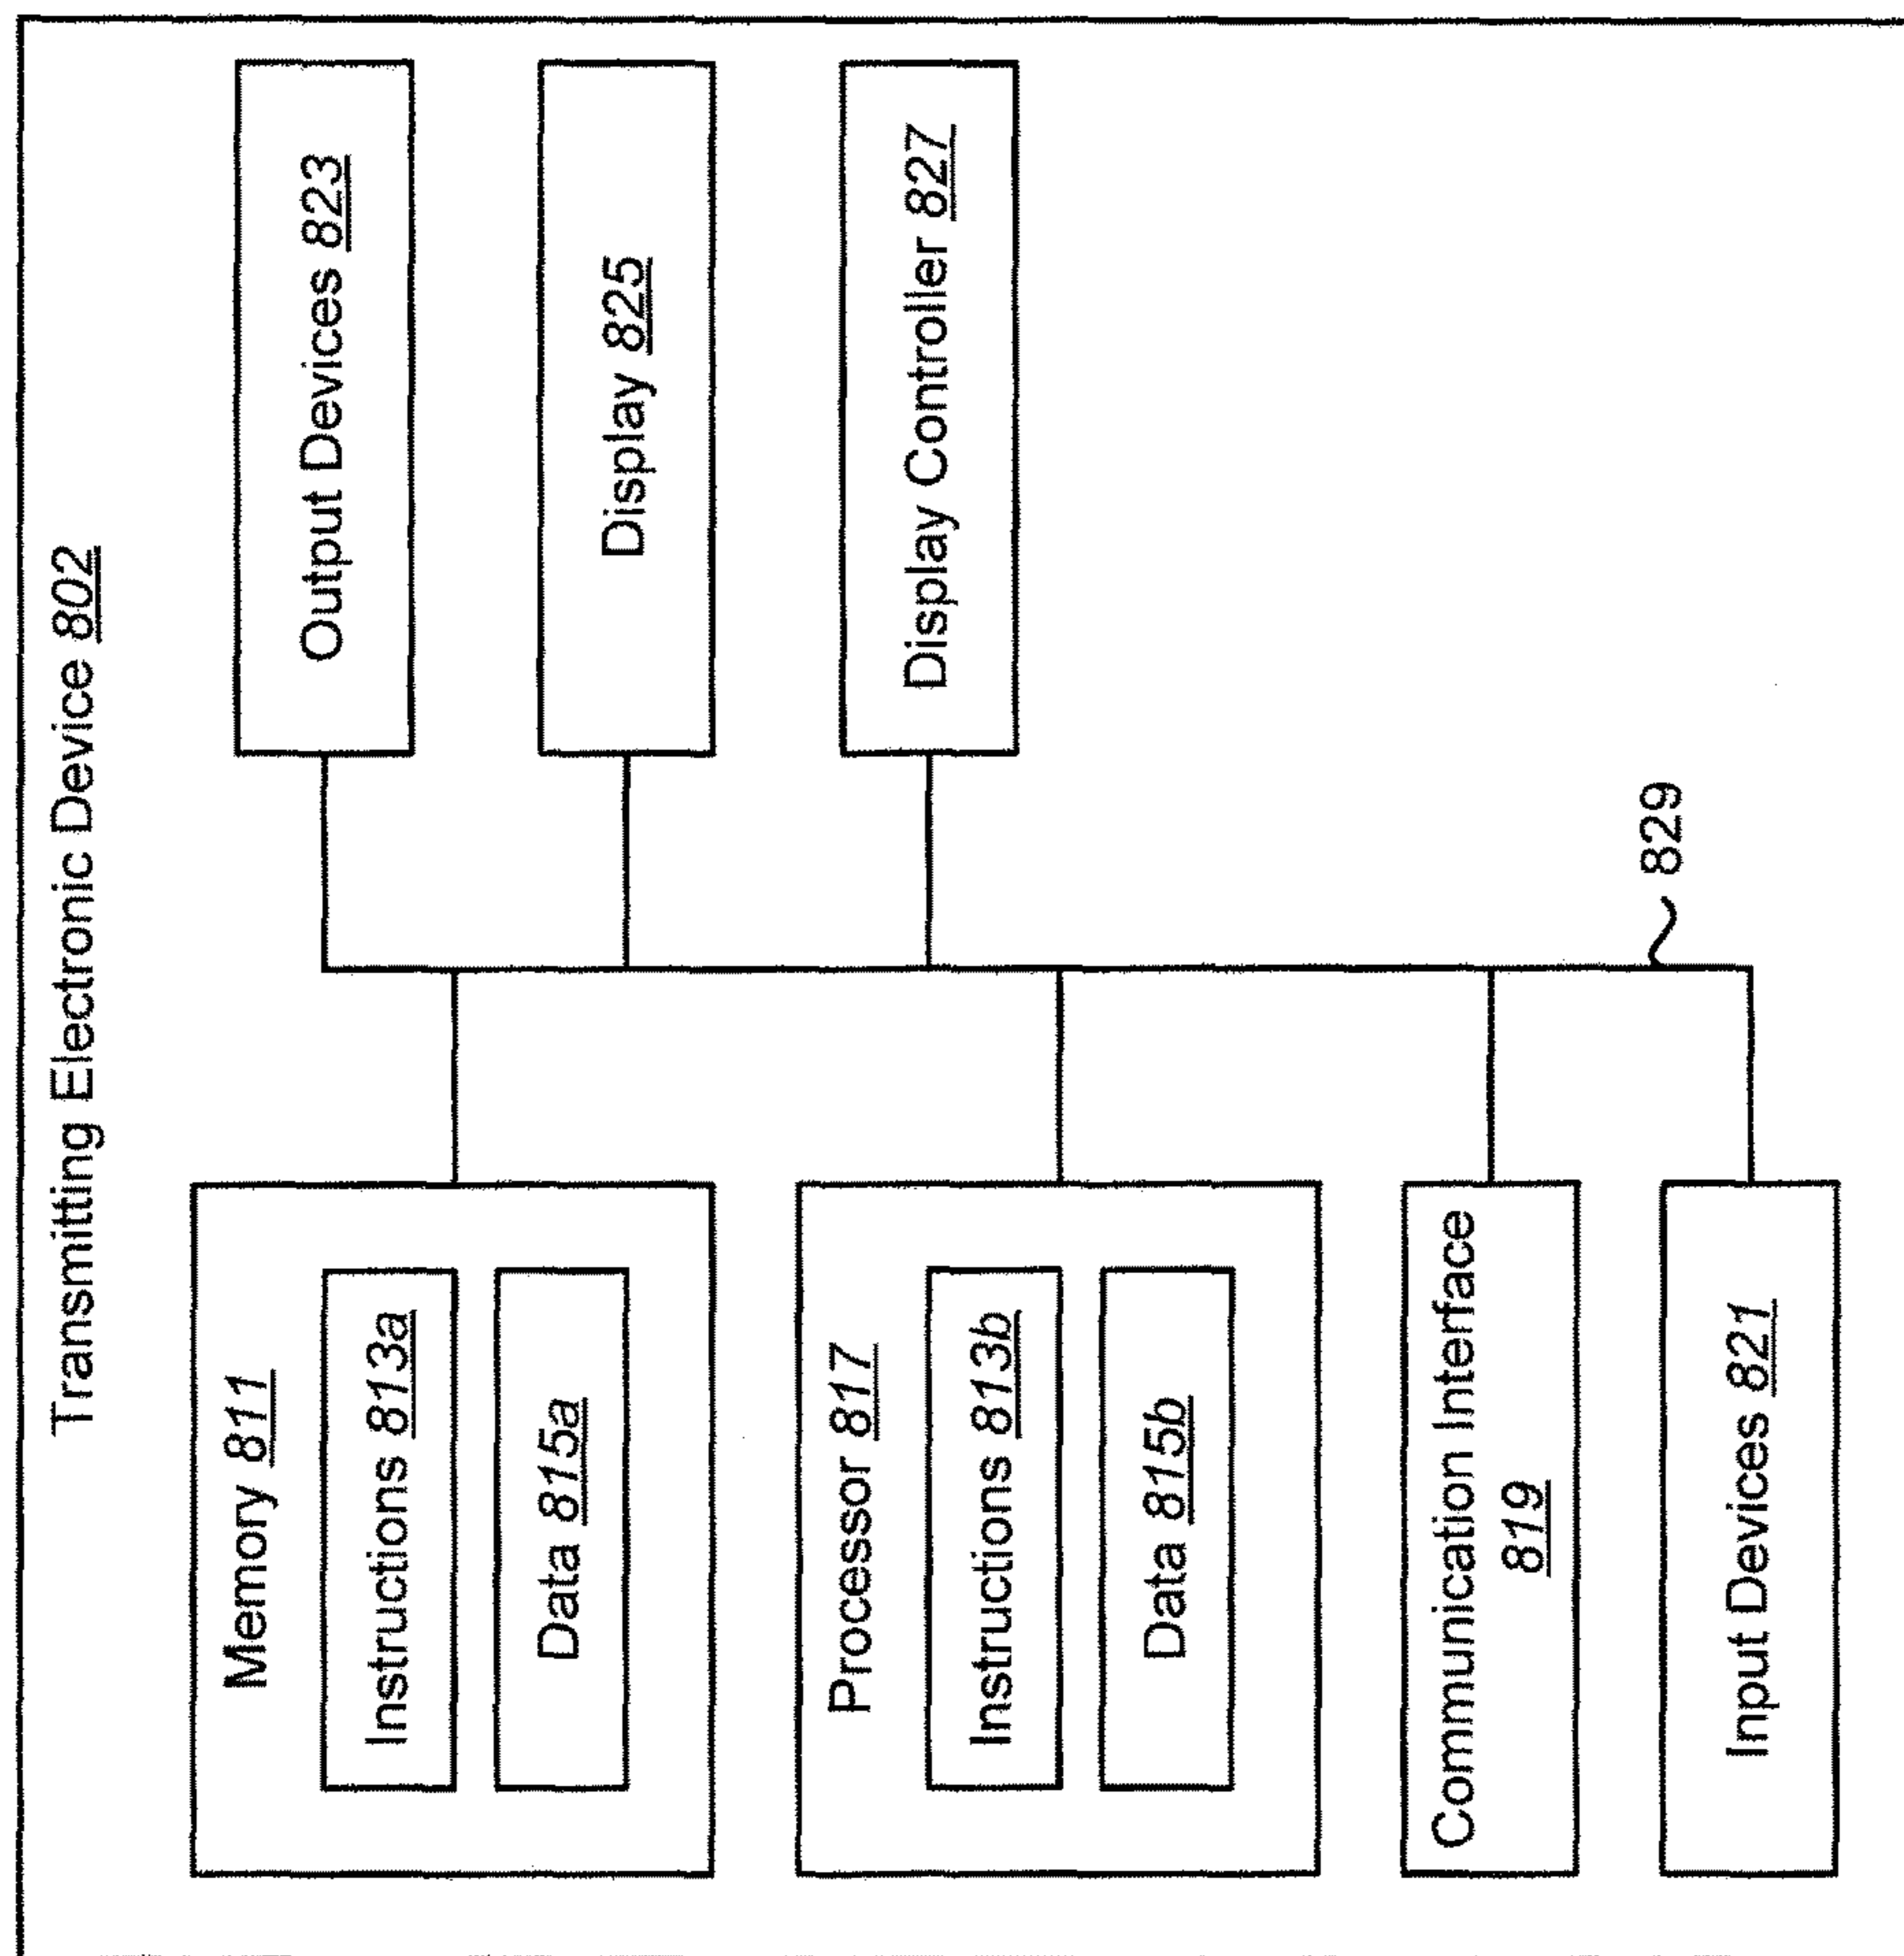 Transmitting Electronic Device 802
Memory 811
Instructions 813a
Data 815a
Processor 817
Instructions 813b
Data 815b
Communication Interface
819
Input Devices 821
Output Devices 823
Display 825
Display Controller 827
829